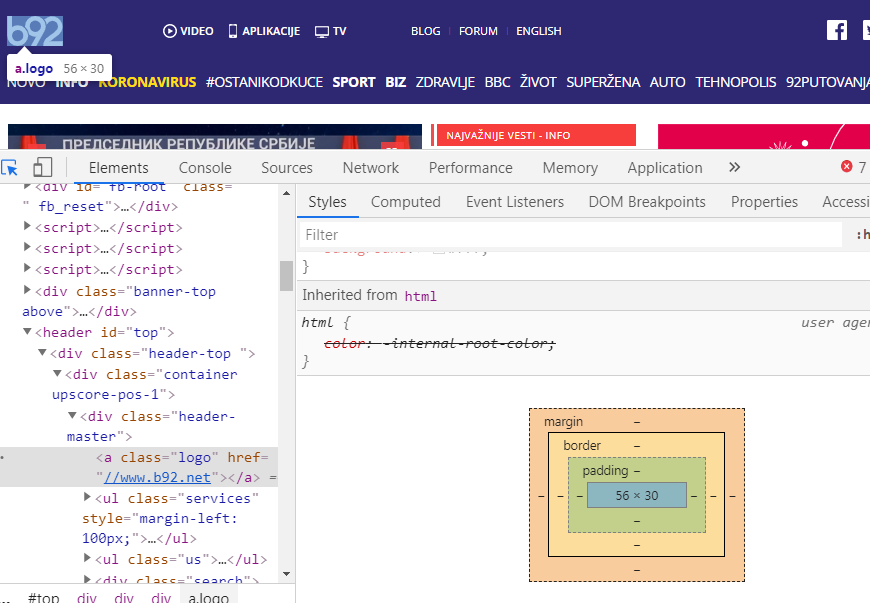 b92
VIDEO APLIKACIJE TV BLOG FORUM ENGLISH
a.logo 56 × 30
NOVO INFO KORONAVIRUS #OSTANIKODKUCE SPORT BIZ ZDRAVLJE BBC ŽIVOT SUPERŽENA AUTO TEHNOPOLIS 92PUTOVANJA
ПРЕДСЕДНИК РЕПУБЛИКЕ СРБИЈЕ
NAJVAŽNIJE VESTI - INFO
Elements Console Sources Network Performance Memory Application » 7
<div id="fb-root" class=
" fb_reset">…</div>
<script>…</script>
<script>…</script>
<script>…</script>
<div class="banner-top
above">…</div>
<header id="top">
<div class="header-top ">
<div class="container
upscore-pos-1">
<div class="header-
master">
<a class="logo" href=
"//www.b92.net"></a> =
<ul class="services"
style="margin-left:
100px;">…</ul>
<ul class="us">…</ul>
<div class="search">
… #top div div div a.logo
Styles Computed Event Listeners DOM Breakpoints Properties Accessi
Filter :h
}
Inherited from html
html { user agen
color: -internal-root-color;
}
margin –
border –
padding –
– – – 56 × 30 – – –
–
–
–